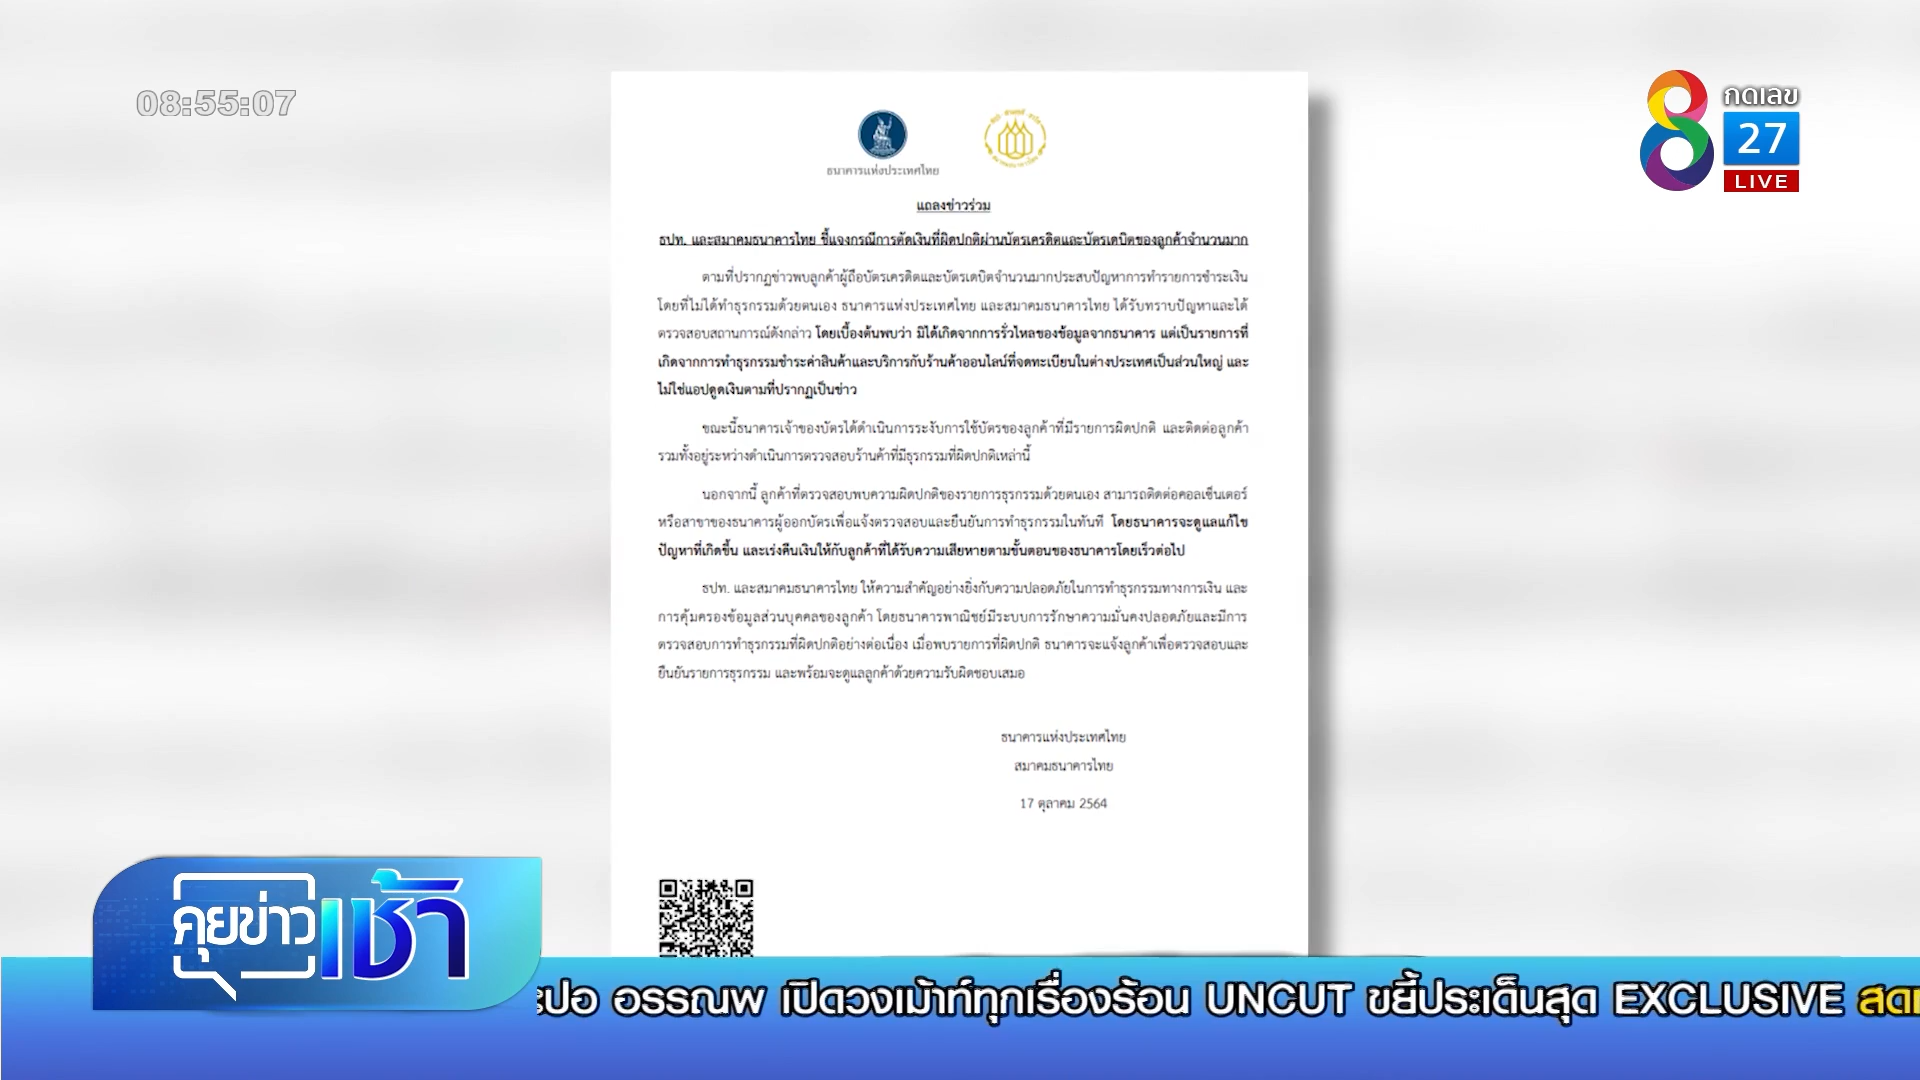 08:55:07
กดเลข
27
LIVE
ธนาคารแห่งประเทศไทย
แถลงข่าวร่วม
ธปท. และสมาคมธนาคารไทย ชี้แจงกรณีการตัดเงินที่ผิดปกติผ่านบัตรเครดิตและบัตรเดบิตของลูกค้าจำนวนมาก
ตามที่ปรากฏข่าวพบลูกค้าผู้ถือบัตรเครดิตและบัตรเดบิตจำนวนมากประสบปัญหาการทำรายการชำระเงิน
โดยที่ไม่ได้ทำธุรกรรมด้วยตนเอง ธนาคารแห่งประเทศไทย และสมาคมธนาคารไทย ได้รับทราบปัญหาและได้
ตรวจสอบสถานการณ์ดังกล่าว โดยเบื้องต้นพบว่า มิได้เกิดจากการรั่วไหลของข้อมูลจากธนาคาร แต่เป็นรายการที่
เกิดจากการทำธุรกรรมชำระค่าสินค้าและบริการกับร้านค้าออนไลน์ที่จดทะเบียนในต่างประเทศเป็นส่วนใหญ่ และ
ไม่ใช่แอปดูดเงินตามที่ปรากฏเป็นข่าว
ขณะนี้ธนาคารเจ้าของบัตรได้ดำเนินการระงับการใช้บัตรของลูกค้าที่มีรายการผิดปกติ และติดต่อลูกค้า
รวมทั้งอยู่ระหว่างดำเนินการตรวจสอบร้านค้าที่มีธุรกรรมที่ผิดปกติเหล่านี้
นอกจากนี้ ลูกค้าที่ตรวจสอบพบความผิดปกติของรายการธุรกรรมด้วยตนเอง สามารถติดต่อคอลเซ็นเตอร์
หรือสาขาของธนาคารผู้ออกบัตรเพื่อแจ้งตรวจสอบและยืนยันการทำธุรกรรมในทันที โดยธนาคารจะดูแลแก้ไข
ปัญหาที่เกิดขึ้น และเร่งคืนเงินให้กับลูกค้าที่ได้รับความเสียหายตามขั้นตอนของธนาคารโดยเร็วต่อไป
ธปท. และสมาคมธนาคารไทย ให้ความสำคัญอย่างยิ่งกับความปลอดภัยในการทำธุรกรรมทางการเงิน และ
การคุ้มครองข้อมูลส่วนบุคคลของลูกค้า โดยธนาคารพาณิชย์มีระบบการรักษาความมั่นคงปลอดภัยและมีการ
ตรวจสอบการทำธุรกรรมที่ผิดปกติอย่างต่อเนื่อง เมื่อพบรายการที่ผิดปกติ ธนาคารจะแจ้งลูกค้าเพื่อตรวจสอบและ
ยืนยันรายการธุรกรรม และพร้อมจะดูแลลูกค้าด้วยความรับผิดชอบเสมอ
ธนาคารแห่งประเทศไทย
สมาคมธนาคารไทย
17 ตุลาคม 2564
คุยข่าวเช้า
ะปอ อรรณพ เปิดวงเม้าท์ทุกเรื่องร้อน UNCUT ขยี้ประเด็นสุด EXCLUSIVE สด